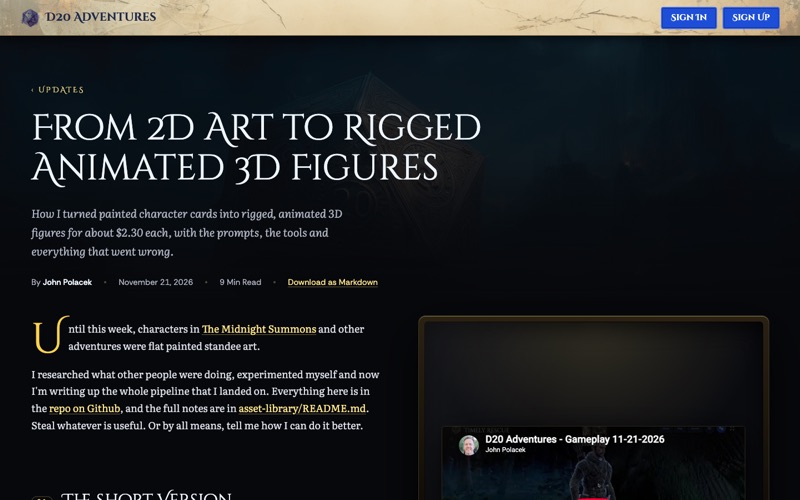 D20 Adventures
Sign In
Sign Up
‹ Updates
From 2D Art to Rigged
Animated 3D Figures
How I turned painted character cards into rigged, animated 3D
figures for about $2.30 each, with the prompts, the tools and
everything that went wrong.
By John Polacek • November 21, 2026 • 9 Min Read • Download as Markdown
Until this week, characters in The Midnight Summons and other
adventures were flat painted standee art.
I researched what other people were doing, experimented myself and now
I'm writing up the whole pipeline that I landed on. Everything here is in
the repo on Github, and the full notes are in asset-library/README.md.
Steal whatever is useful. Or by all means, tell me how I can do it better.
D20 Adventures - Gameplay 11-21-2026
John Polacek
The Short Version